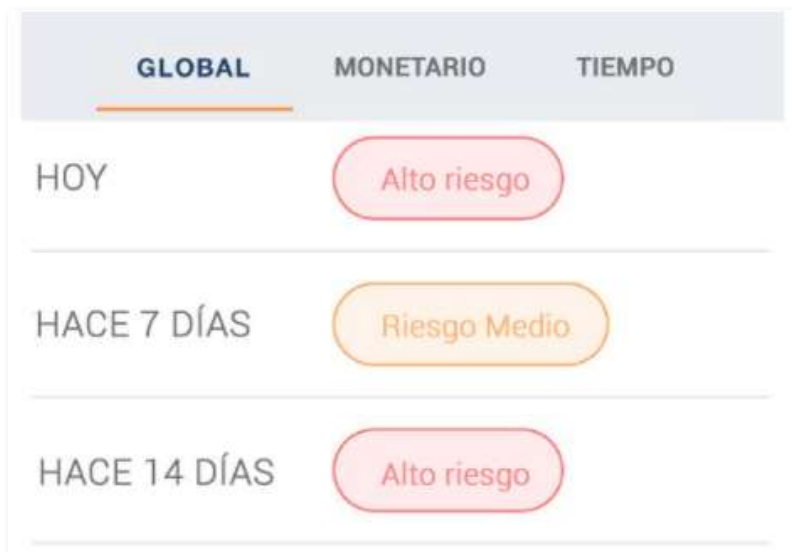 GLOBAL MONETARIO TIEMPO
HOY Alto riesgo
HACE 7 DÍAS Riesgo Medio
HACE 14 DÍAS Alto riesgo